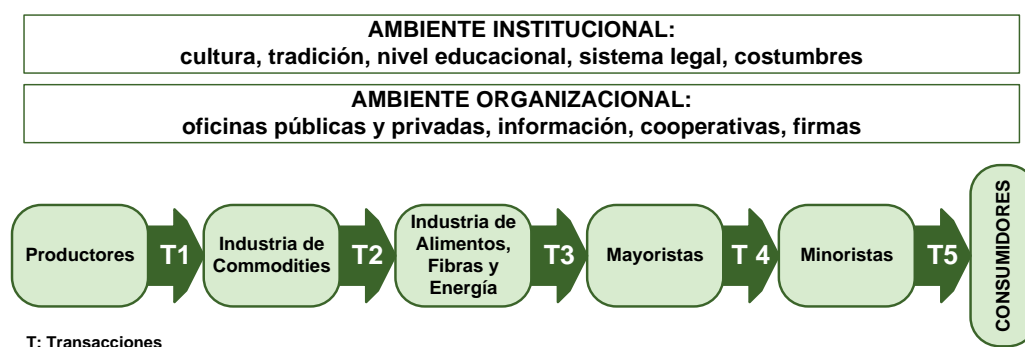 AMBIENTE INSTITUCIONAL:
cultura, tradición, nivel educacional, sistema legal, costumbres
AMBIENTE ORGANIZACIONAL:
oficinas públicas y privadas, información, cooperativas, firmas
Productores
T1
Industria de
Commodities
T2
Industria de
Alimentos,
Fibras y
Energía
T3
Mayoristas
T 4
Minoristas
T5
CONSUMIDORES
T: Transacciones